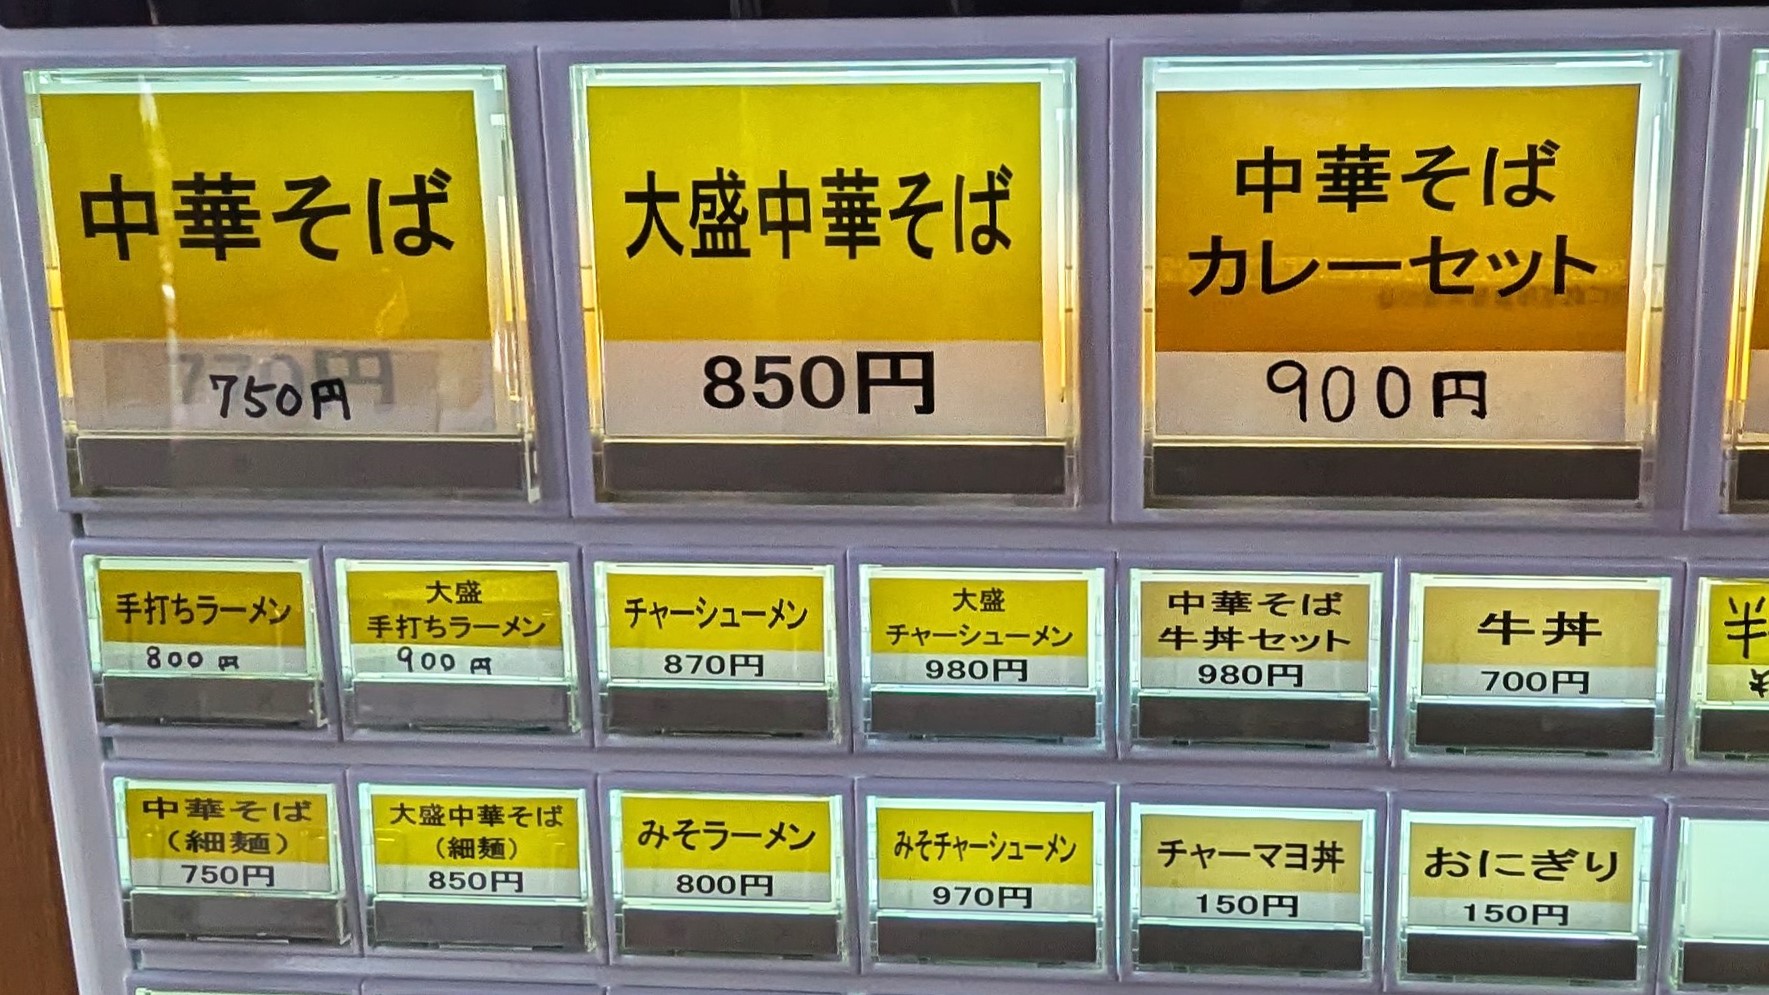 中華そば
750円
大盛中華そば
850円
中華そば
カレーセット
900円
手打ちラーメン
800円
大盛
手打ちラーメン
900円
チャーシューメン
870円
大盛
チャーシューメン
980円
中華そば
牛丼セット
980円
牛丼
700円
半
¥
中華そば
(細麺)
750円
大盛中華そば
(細麺)
850円
みそラーメン
800円
みそチャーシューメン
970円
チャーマヨ丼
150円
おにぎり
150円